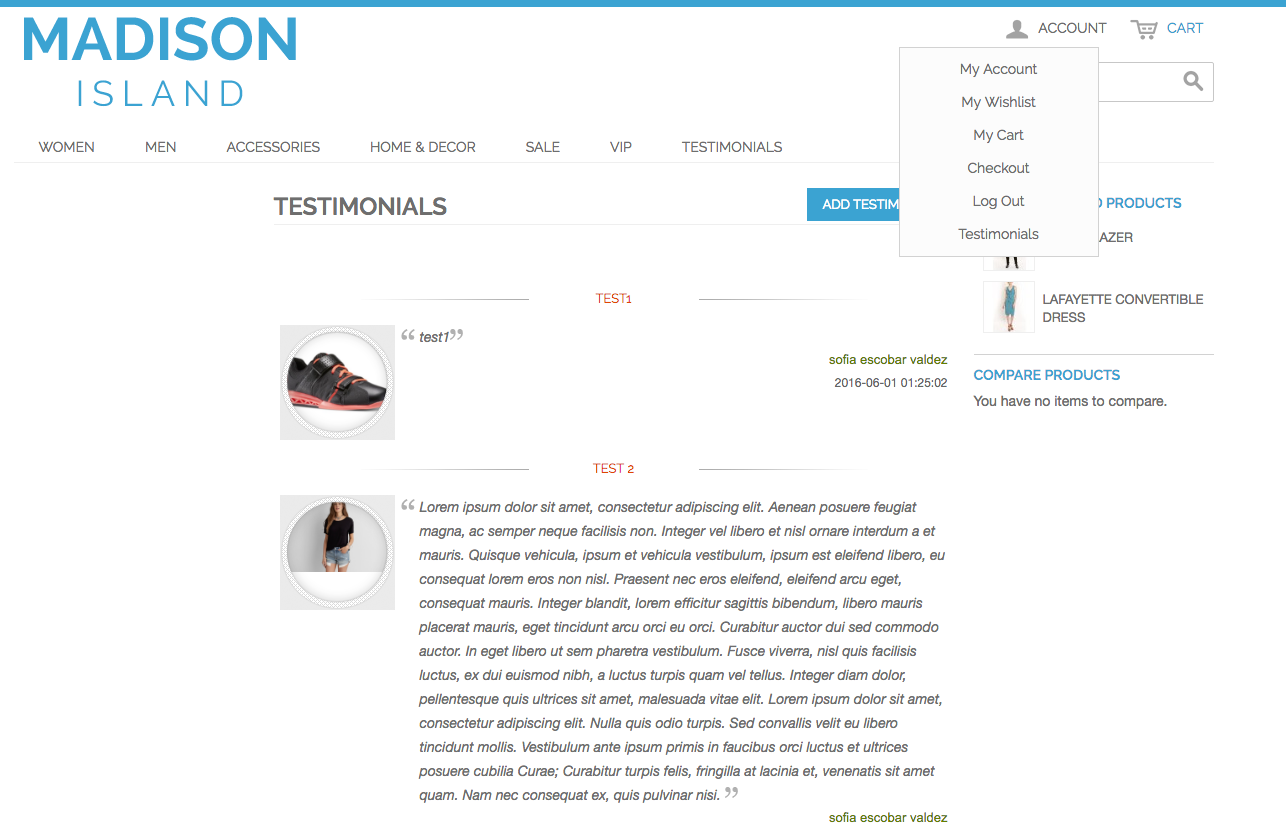 MADISON
ISLAND
ACCOUNT
CART
My Account
My Wishlist
My Cart
Checkout
Log Out
Testimonials
WOMEN
MEN
ACCESSORIES
HOME & DECOR
SALE
VIP
TESTIMONIALS
TESTIMONIALS
ADD TESTIM
PRODUCTS
AZER
LAFAYETTE CONVERTIBLE
DRESS
COMPARE PRODUCTS
You have no items to compare.
TEST1
“ test1”
sofia escobar valdez
2016-06-01 01:25:02
TEST 2
“ Lorem ipsum dolor sit amet, consectetur adipiscing elit. Aenean posuere feugiat
magna, ac semper neque facilisis non. Integer vel libero et nisl ornare interdum a et
mauris. Quisque vehicula, ipsum et vehicula vestibulum, ipsum est eleifend libero, eu
consequat lorem eros non nisl. Praesent nec eros eleifend, eleifend arcu eget,
consequat mauris. Integer blandit, lorem efficitur sagittis bibendum, libero mauris
placerat mauris, eget tincidunt arcu orci eu orci. Curabitur auctor dui sed commodo
auctor. In eget libero ut sem pharetra vestibulum. Fusce viverra, nisl quis facilisis
luctus, ex dui euismod nibh, a luctus turpis quam vel tellus. Integer diam dolor,
pellentesque quis ultrices sit amet, malesuada vitae elit. Lorem ipsum dolor sit amet,
consectetur adipiscing elit. Nulla quis odio turpis. Sed convallis velit eu libero
tincidunt mollis. Vestibulum ante ipsum primis in faucibus orci luctus et ultrices
posuere cubilia Curae; Curabitur turpis felis, fringilla at lacinia et, venenatis sit amet
quam. Nam nec consequat ex, quis pulvinar nisi. ”
sofia escobar valdez